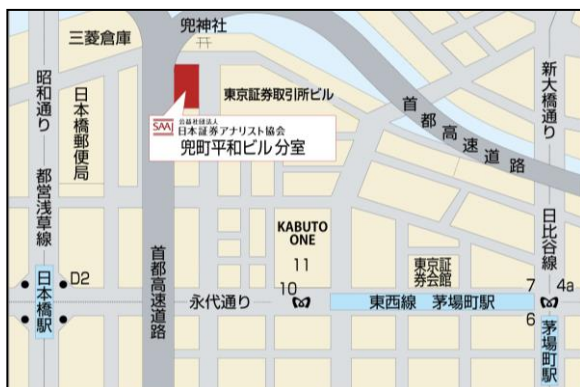 兜神社
三菱倉庫
昭和通り
日本橋郵便局
東京証券取引所ビル
首都高速道路
新大橋通り
SAAJ 公益社団法人
日本証券アナリスト協会
兜町平和ビル 分室
都営浅草線
首都高速道路
KABUTO
ONE
11
10
東京証
券会館
日比谷線
D2
日本橋駅
永代通り
東西線 茅場町駅
7
4a
6
茅場町駅